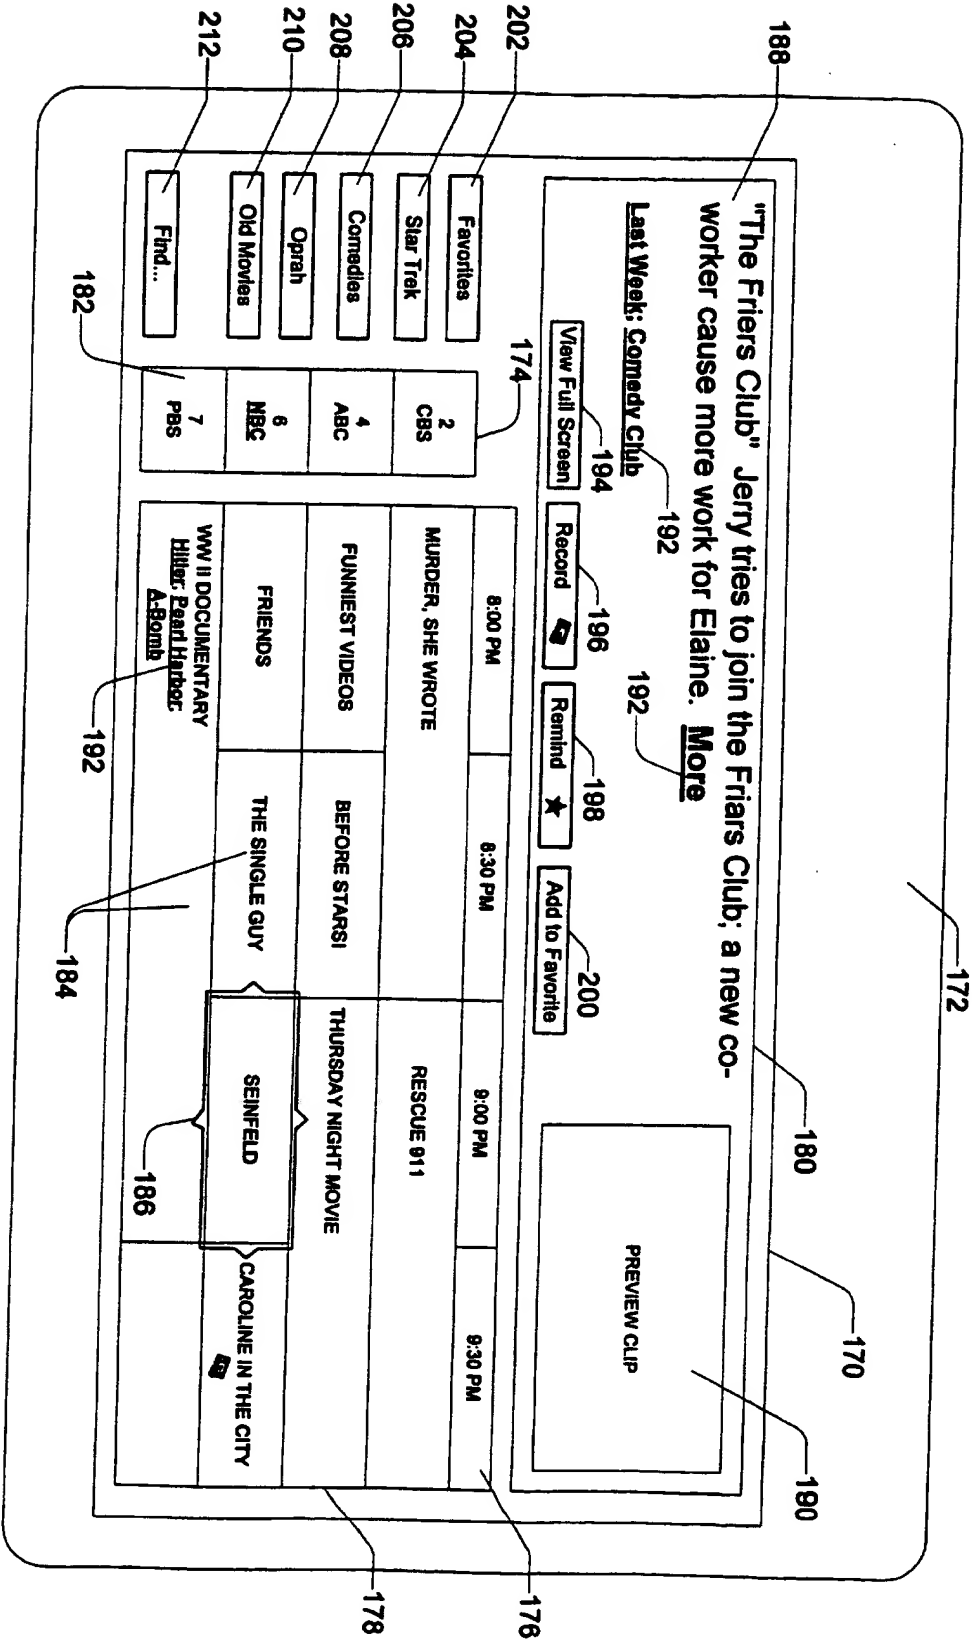 172
188
180
170
190
"The Friers Club" Jerry tries to join the Friars Club; a new co-
worker cause more work for Elaine. More
Last Week: Comedy Club
192
192
PREVIEW CLIP
View Full Screen
194
Record
196
Remind
198
Add to Favorite
200
202
204
206
208
210
212
Favorites
Star Trek
Comedies
Oprah
Old Movies
Find...
174
182
2
CBS
4
ABC
6
NBC
7
PBS
8:00 PM
8:30 PM
9:00 PM
9:30 PM
176
178
MURDER, SHE WROTE
RESCUE 911
FUNNIEST VIDEOS
BEFORE STARS!
THURSDAY NIGHT MOVIE
FRIENDS
THE SINGLE GUY
SEINFELD
CAROLINE IN THE CITY
WW II DOCUMENTARY
Hitler; Pearl Harbor;
A-Bomb
192
184
186